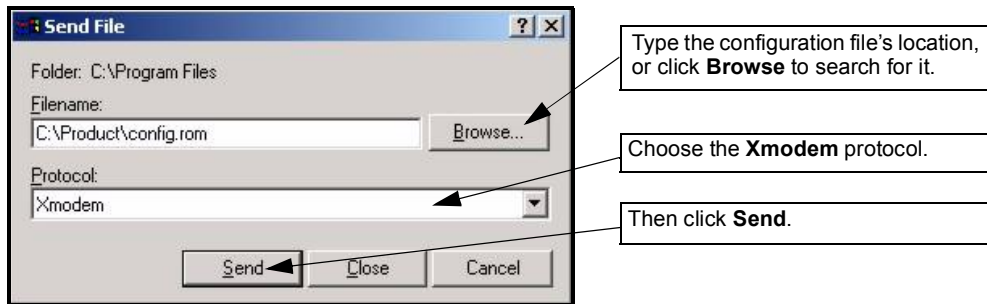 Send File
Folder: C:\Program Files
Filename:
C:\Product\config.rom
Browse...
Protocol:
Xmodem
Send
Close
Cancel
Type the configuration file's location,
or click Browse to search for it.
Choose the Xmodem protocol.
Then click Send.